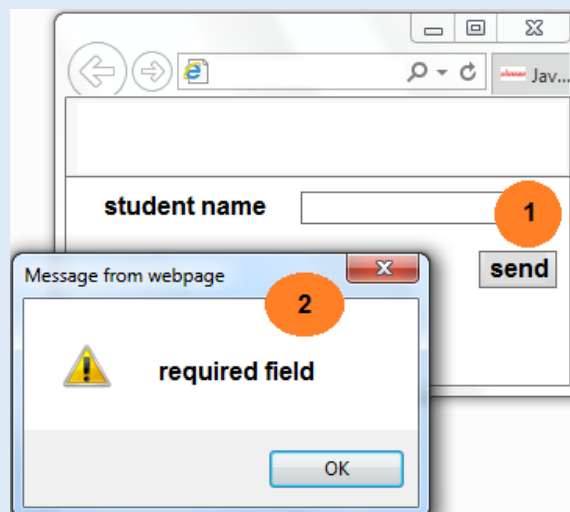 Jav...
student name
1
send
Message from webpage
2
required field
OK